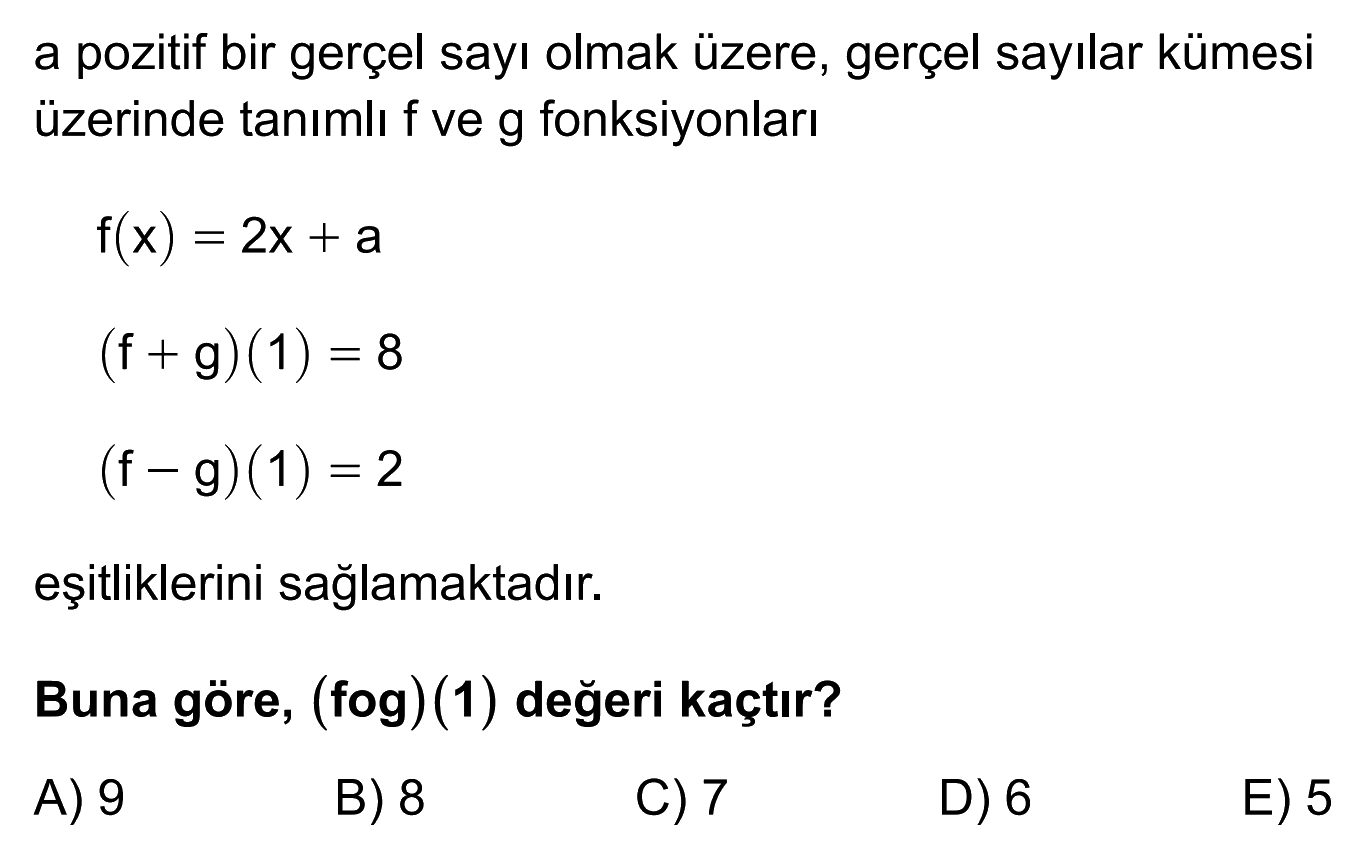 a pozitif bir gerçel sayı olmak üzere, gerçel sayılar kümesi
üzerinde tanımlı f ve g fonksiyonları
f(x) = 2x + a
(f + g)(1) = 8
(f − g)(1) = 2
eşitliklerini sağlamaktadır.
Buna göre, (fog)(1) değeri kaçtır?
A) 9 B) 8 C) 7 D) 6 E) 5